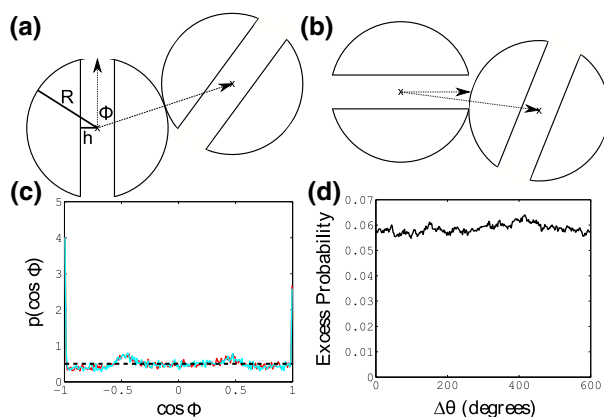 (a)
(b)
R
Φ
h
(c)
(d)
p(cos Φ)
5
4
3
2
1
0
−1
−0.5
0
0.5
1
cos Φ
Excess Probability
0.07
0.06
0.05
0.04
0.03
0.02
0.01
0
0
200
400
600
Δθ (degrees)